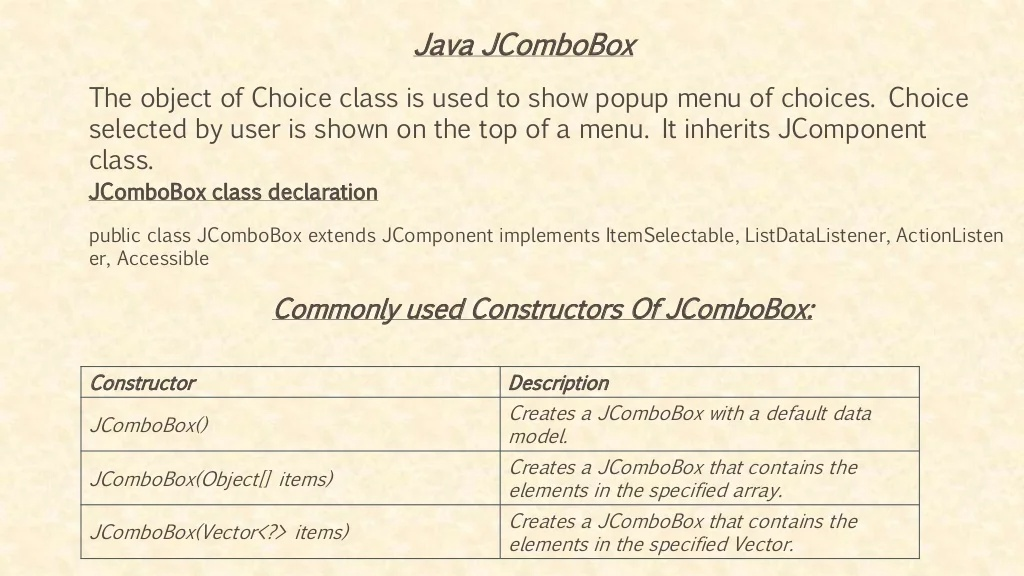 Java JComboBox
The object of Choice class is used to show popup menu of choices. Choice
selected by user is shown on the top of a menu. It inherits JComponent
class.
JComboBox class declaration
public class JComboBox extends JComponent implements ItemSelectable, ListDataListener, ActionListen
er, Accessible
Commonly used Constructors Of JComboBox:
Constructor
Description
JComboBox()
Creates a JComboBox with a default data
model.
JComboBox(Object[] items)
Creates a JComboBox that contains the
elements in the specified array.
JComboBox(Vector<?> items)
Creates a JComboBox that contains the
elements in the specified Vector.